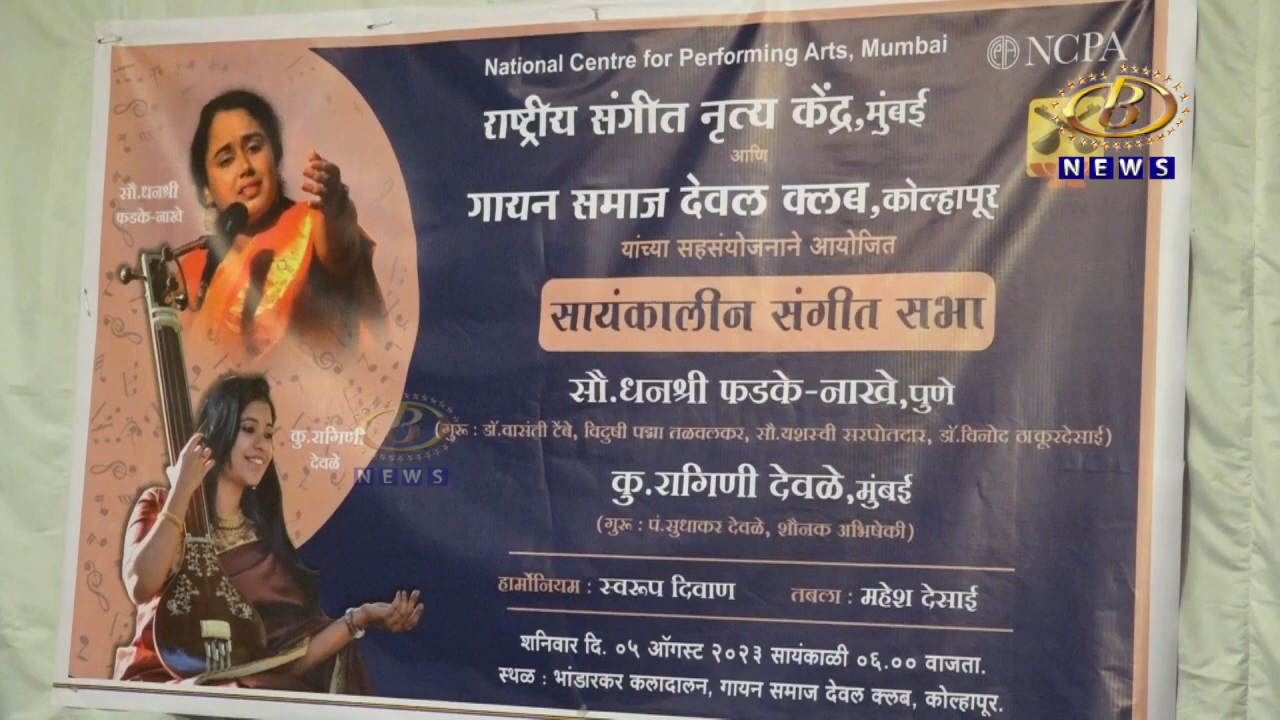 National Centre for Performing Arts, Mumbai
NCPA
राष्ट्रीय संगीत नृत्य केंद्र,मुंबई
B
NEWS
आणि
गायन समाज देवल क्लब,कोल्हापूर
यांच्या सहसंयोजनाने आयोजित
सायंकालीन संगीत सभा
सौ.धनश्री
फडके-नाखे
सौ.धनश्री फडके-नाखे,पुणे
(गुरू : डॉ.वासंती टेंबे, विदुषी पद्मा तळवलकर, सौ.यशस्वी सरपोतदार, डॉ.विनोद ठाकूरदेसाई)
कु.रागिणी
देवळे
B
NEWS
कु.रागिणी देवळे,मुंबई
(गुरू : पं.सुधाकर देवळे, शौनक अभिषेकी)
हार्मोनियम : स्वरूप दिवाण तबला : महेश देसाई
शनिवार दि. ०५ ऑगस्ट २०२३ सायंकाळी ०६.०० वाजता.
स्थळ : भांडारकर कलादालन, गायन समाज देवल क्लब, कोल्हापूर.